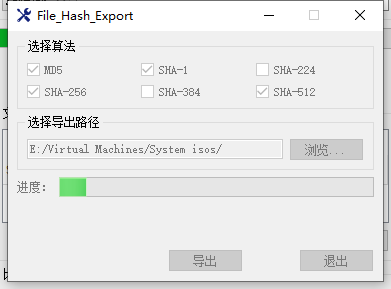 File_Hash_Export
选择算法
MD5 SHA-1 SHA-224
SHA-256 SHA-384 SHA-512
选择导出路径
E:/Virtual Machines/System isos/ 浏览...
进度:
导出 退出